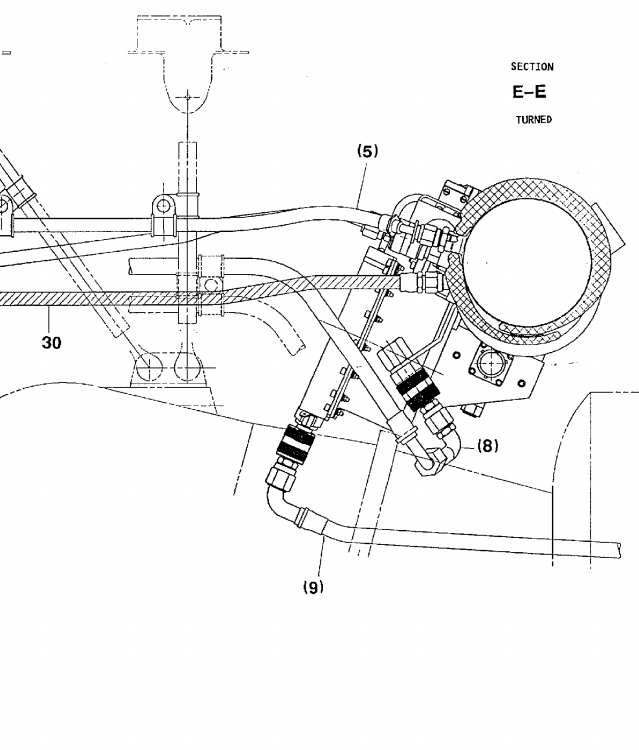 SECTION
E-E
TURNED
(5)
30
(8)
(9)